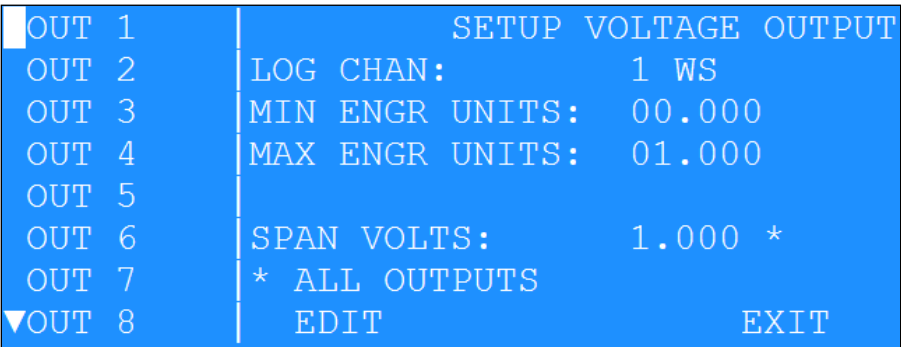 OUT 1 SETUP VOLTAGE OUTPUT
OUT 2 LOG CHAN: 1 WS
OUT 3 MIN ENGR UNITS: 00.000
OUT 4 MAX ENGR UNITS: 01.000
OUT 5
OUT 6 SPAN VOLTS: 1.000 *
OUT 7 * ALL OUTPUTS
▼OUT 8 EDIT EXIT